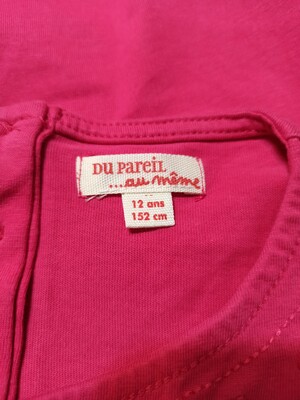 DU PAREIL
...au même
12 ans
152 cm